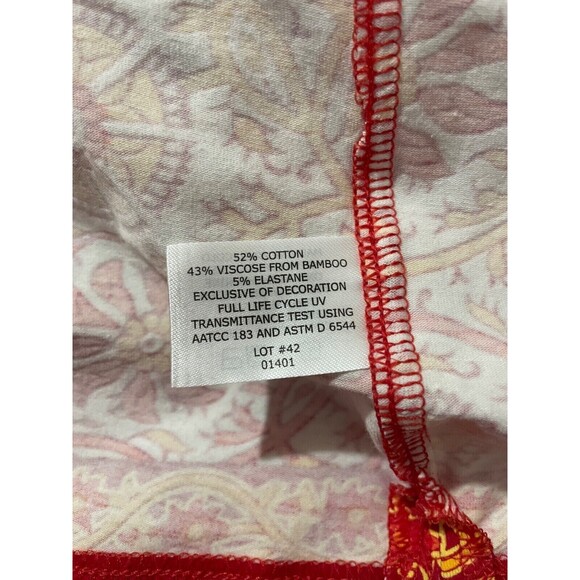 52% COTTON
43% VISCOSE FROM BAMBOO
5% ELASTANE
EXCLUSIVE OF DECORATION
FULL LIFE CYCLE UV
TRANSMITTANCE TEST USING
AATCC 183 AND ASTM D 6544
LOT #42
01401